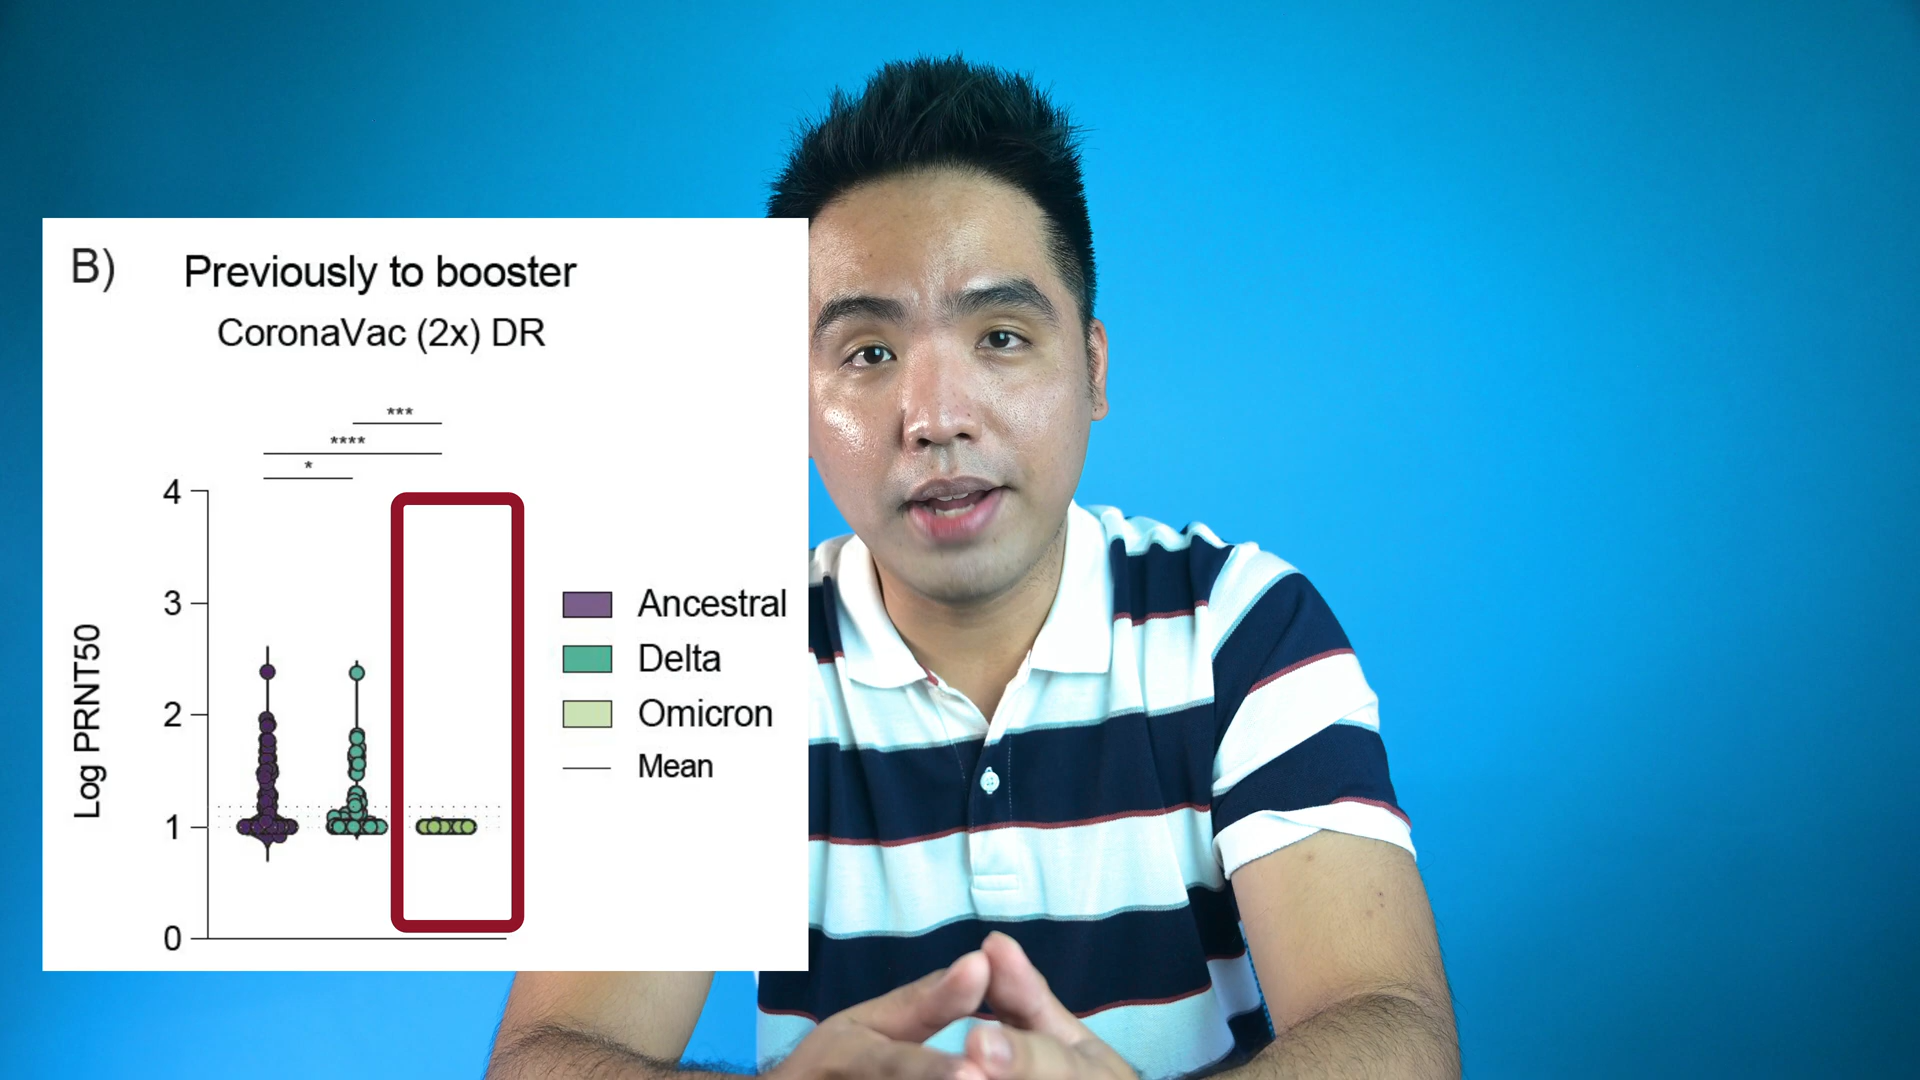 B)
Previously to booster
CoronaVac (2x) DR
***
****
*
4
3
2
1
0
Log PRNT50
Ancestral
Delta
Omicron
Mean